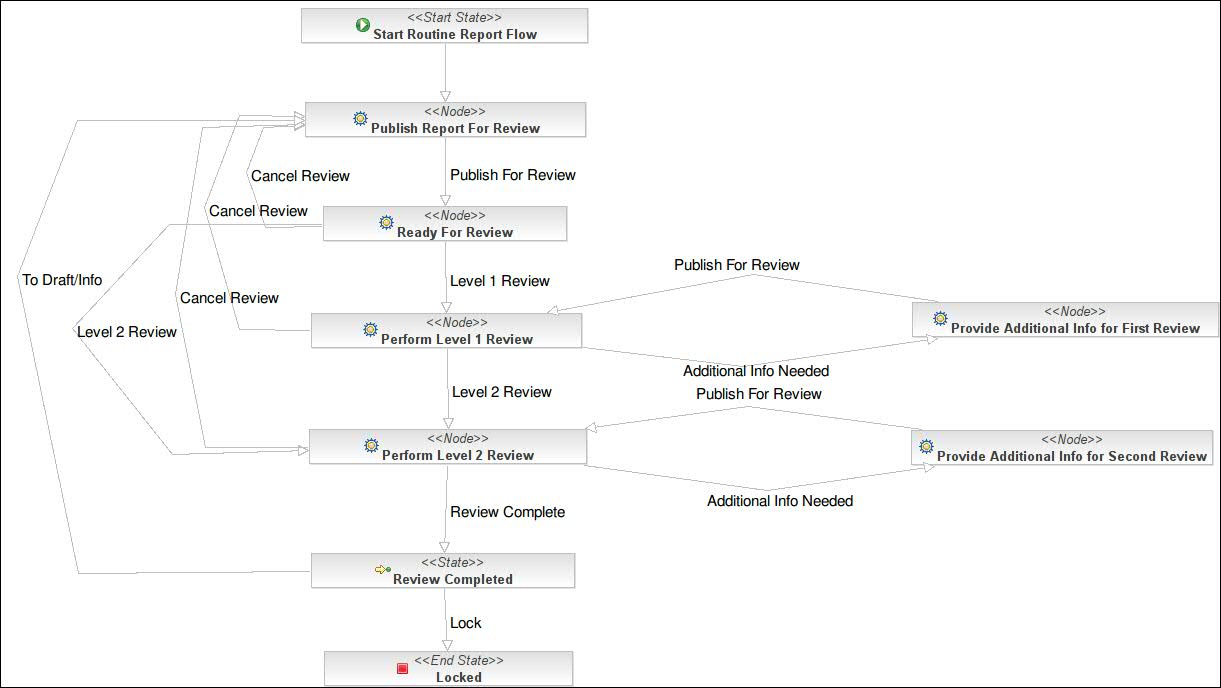 <<Start State>>
Start Routine Report Flow
<<Node>>
Publish Report For Review
Cancel Review
Publish For Review
Cancel Review
<<Node>>
Ready For Review
Publish For Review
To Draft/Info
Level 1 Review
Cancel Review
<<Node>>
Provide Additional Info for First Review
<<Node>>
Perform Level 1 Review
Level 2 Review
Additional Info Needed
Level 2 Review
Publish For Review
<<Node>>
Perform Level 2 Review
<<Node>>
Provide Additional Info for Second Review
Additional Info Needed
Review Complete
<<State>>
Review Completed
Lock
<<End State>>
Locked